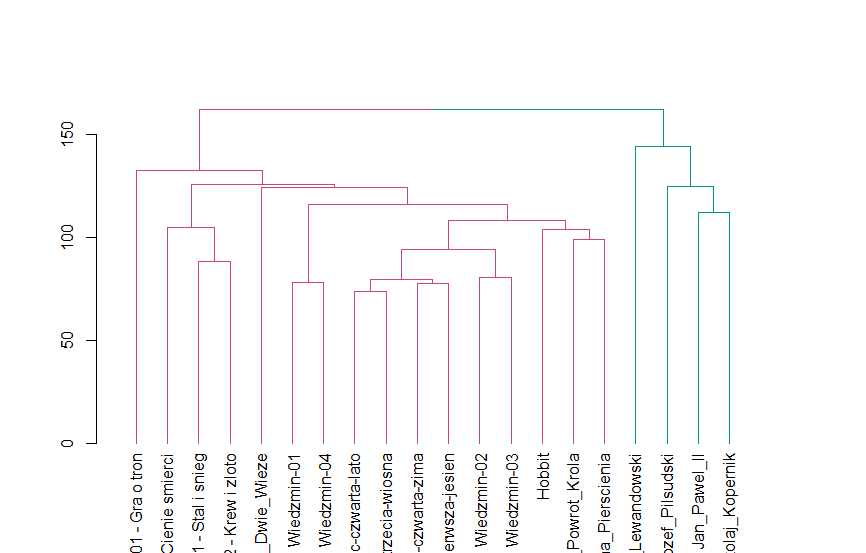 150
100
50
0
01 - Gra o tron
Cienie smierci
1 - Stal i snieg
2 - Krew i zloto
_Dwie_Wieze
Wiedzmin-01
Wiedzmin-04
c-czwarta-lato
rzecia-wiosna
-czwarta-zima
erwsza-jesien
Wiedzmin-02
Wiedzmin-03
Hobbit
_Powrot_Krola
na_Pierscienia
_Lewandowski
ozef_Pilsudski
Jan_Pawel_II
olaj_Kopernik